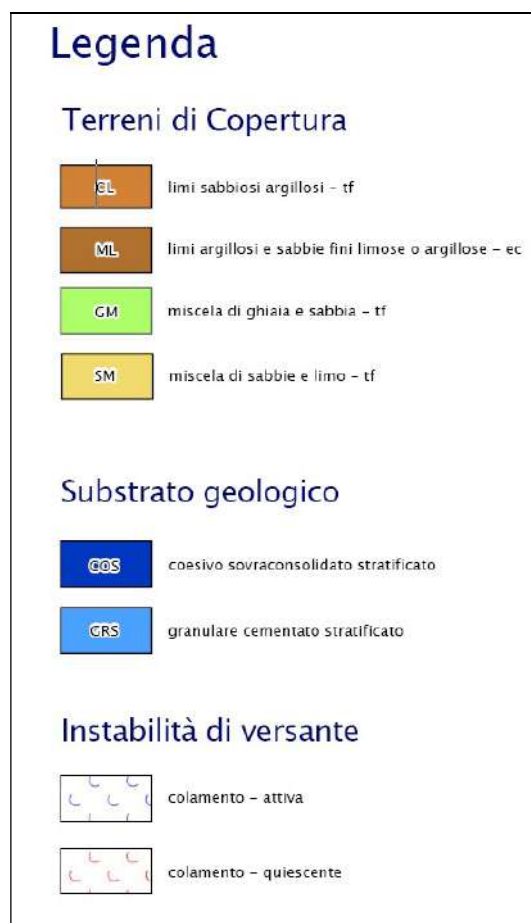 Legenda
Terreni di Copertura
CL limi sabbiosi argillosi - tf
ML limi argillosi e sabbie fini limose o argillose - ec
GM miscela di ghiaia e sabbia - tf
SM miscela di sabbie e limo - tf
Substrato geologico
COS coesivo sovraconsolidato stratificato
GRS granulare cementato stratificato
Instabilità di versante
colamento - attiva
colamento - quiescente